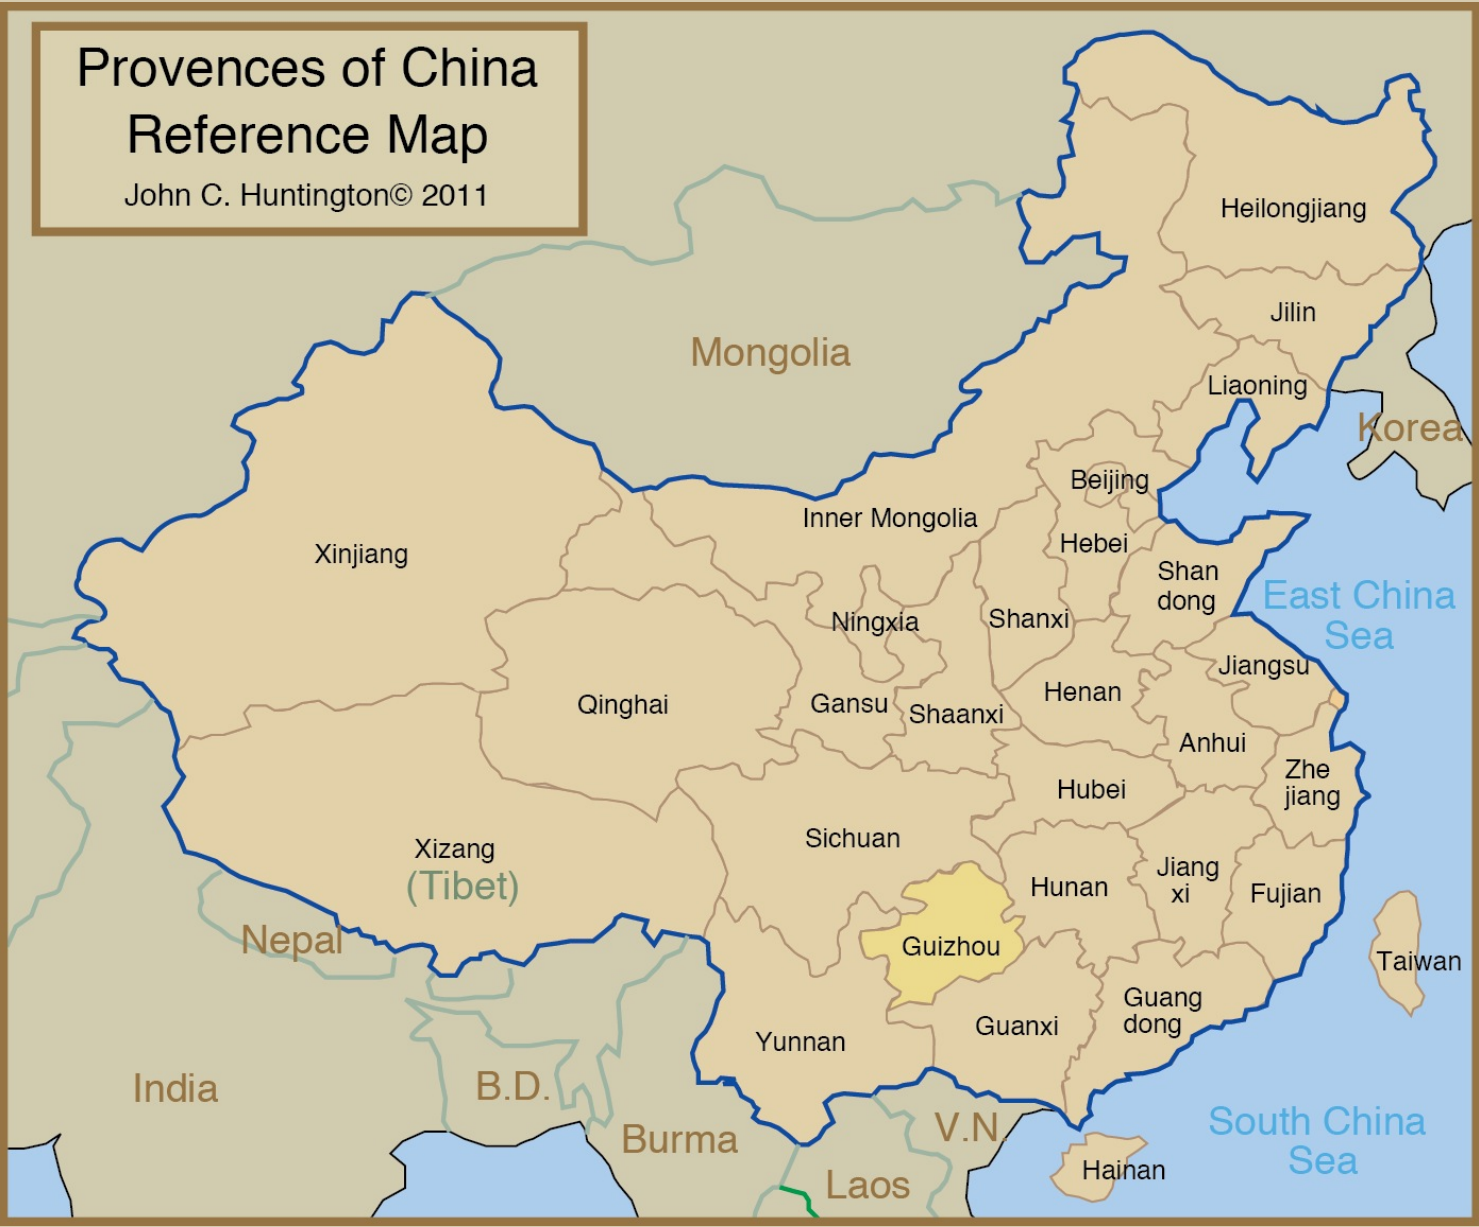 Provences of China
Reference Map
John C. Huntington© 2011
Heilongjiang
Jilin
Mongolia
Liaoning
Korea
Beijing
Inner Mongolia
Hebei
Xinjiang
Shan
dong
East China
Sea
Ningxia
Shanxi
Jiangsu
Qinghai
Gansu
Shaanxi
Henan
Anhui
Hubei
Zhe
jiang
Sichuan
Xizang
(Tibet)
Hunan
Jiang
xi
Fujian
Nepal
Guizhou
Taiwan
Yunnan
Guanxi
Guang
dong
India
B.D.
Burma
V.N.
South China
Sea
Laos
Hainan